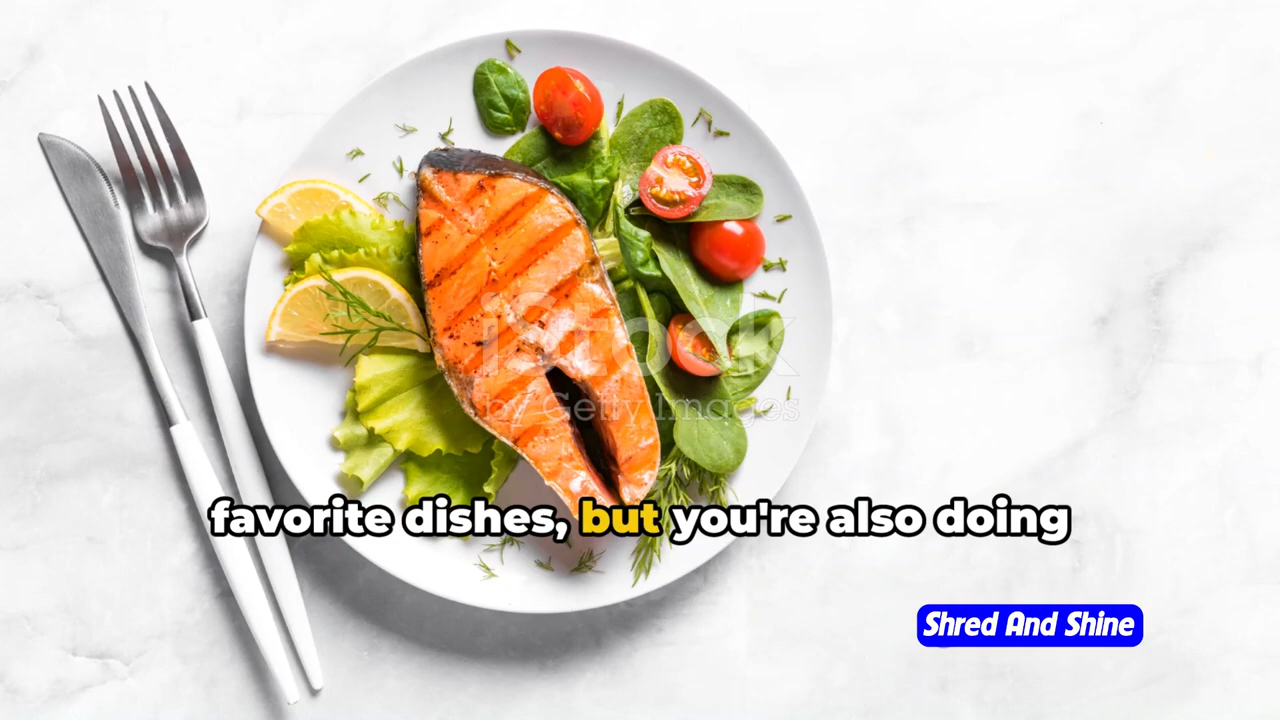 iStock
by Getty Images
favorite dishes, but you're also doing
Shred And Shine